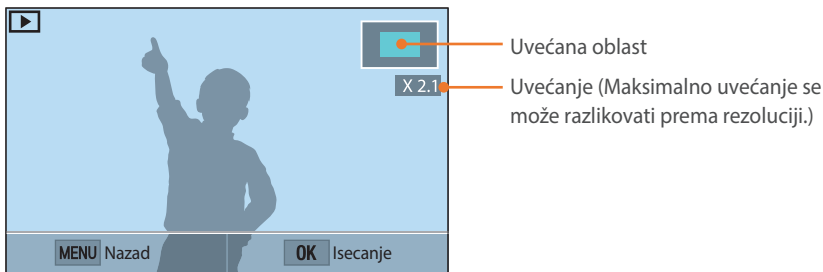 Uvećana oblast
X 2.1
Uvećanje (Maksimalno uvećanje se
može razlikovati prema rezoluciji.)
MENU Nazad
OK Isecanje